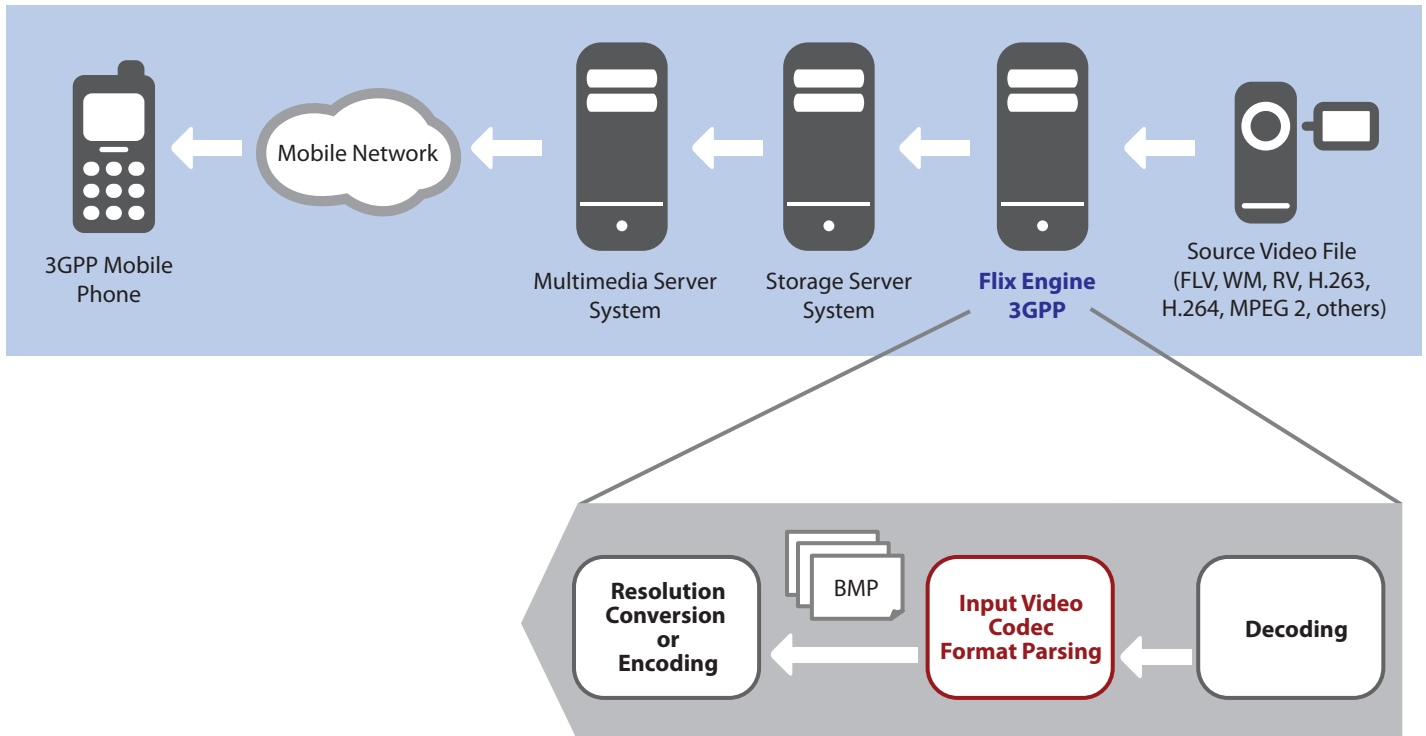 Mobile Network
3GPP Mobile
Phone
Multimedia Server
System
Storage Server
System
Flix Engine
3GPP
Source Video File
(FLV, WM, RV, H.263,
H.264, MPEG 2, others)
Resolution
Conversion
or
Encoding
BMP
Input Video
Codec
Format Parsing
Decoding